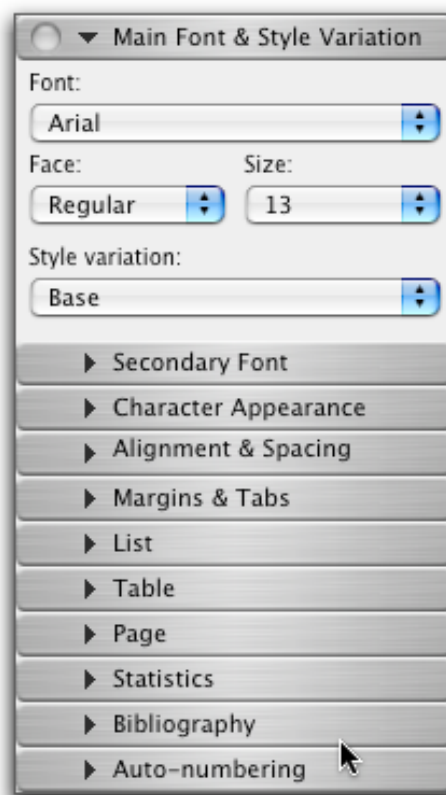 Main Font & Style Variation
Font:
Arial
Face: Size:
Regular 13
Style variation:
Base
Secondary Font
Character Appearance
Alignment & Spacing
Margins & Tabs
List
Table
Page
Statistics
Bibliography
Auto-numbering